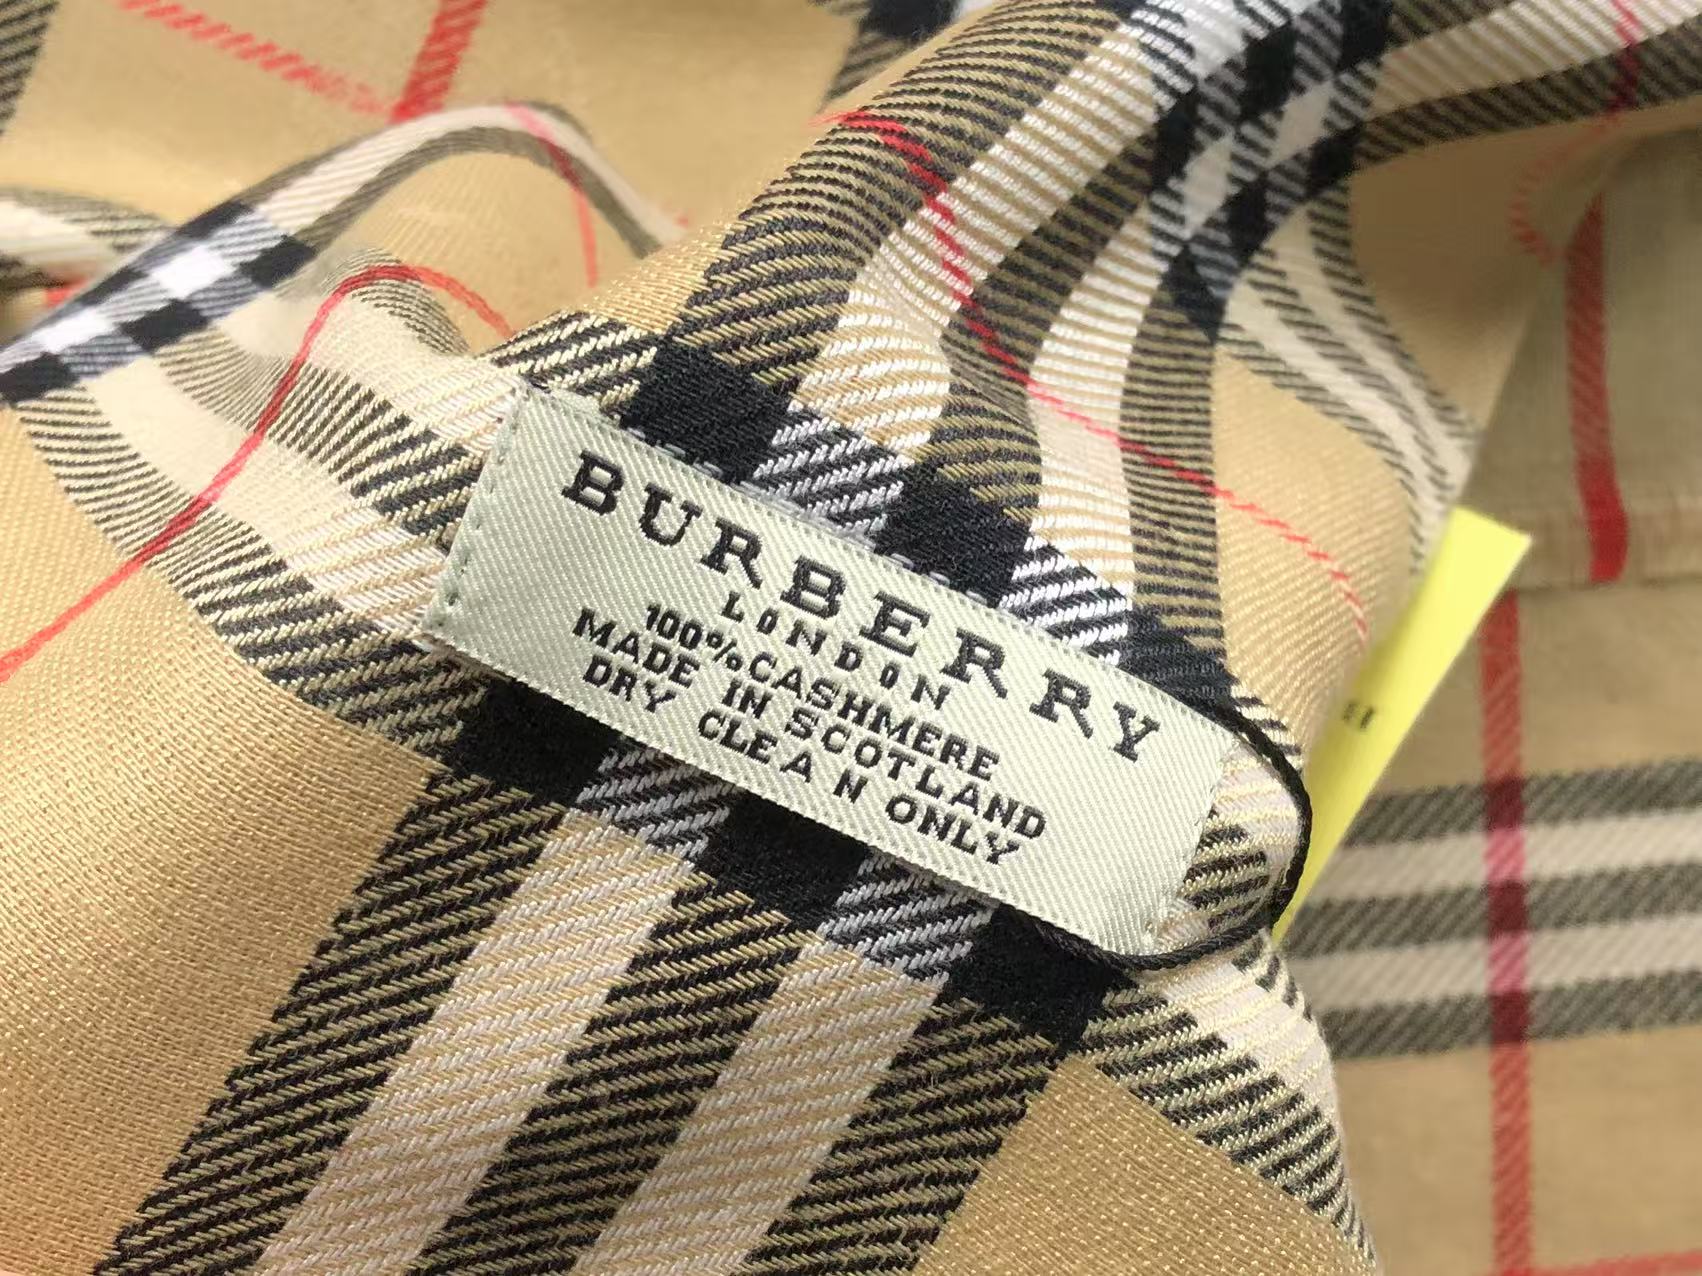 BURBERRY
LONDON
100%CASHMERE
MADE IN SCOTLAND
DRY CLEAN ONLY